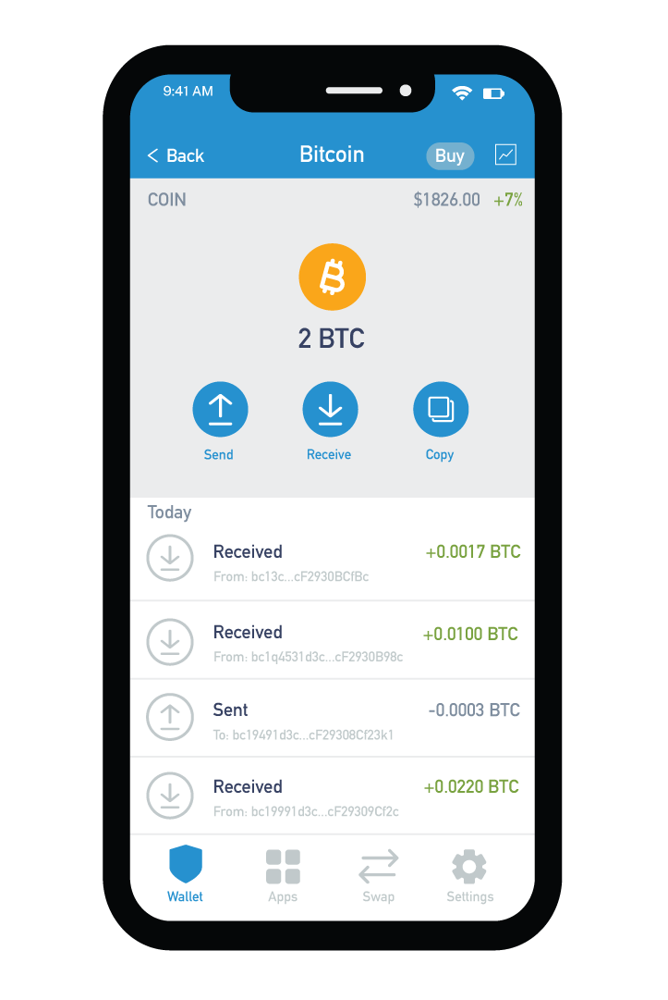 9:41 AM
< Back Bitcoin Buy
COIN $1826.00 +7%
2 BTC
Send Receive Copy
Today
Received +0.0017 BTC
From: bc13c...cF2930BCfBc
Received +0.0100 BTC
From: bc1q4531d3c...cF2930B98c
Sent -0.0003 BTC
To: bc19491d3c...cF29308Cf23k1
Received +0.0220 BTC
From: bc19991d3c...cF29309Cf2c
Wallet Apps Swap Settings